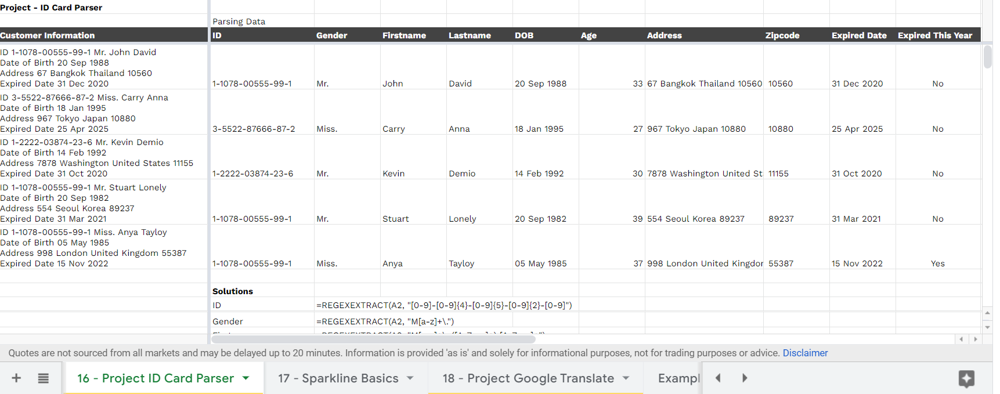 Project - ID Card Parser
Parsing Data
Customer Information ID Gender Firstname Lastname DOB Age Address Zipcode Expired Date Expired This Year
ID 1-1078-00555-99-1 Mr. John David
Date of Birth 20 Sep 1988
Address 67 Bangkok Thailand 10560
Expired Date 31 Dec 2020 1-1078-00555-99-1 Mr. John David 20 Sep 1988 33 67 Bangkok Thailand 10560 10560 31 Dec 2020 No
ID 3-5522-87666-87-2 Miss. Carry Anna
Date of Birth 18 Jan 1995
Address 967 Tokyo Japan 10880
Expired Date 25 Apr 2025 3-5522-87666-87-2 Miss. Carry Anna 18 Jan 1995 27 967 Tokyo Japan 10880 10880 25 Apr 2025 No
ID 1-2222-03874-23-6 Mr. Kevin Demio
Date of Birth 14 Feb 1992
Address 7878 Washington United States 11155
Expired Date 31 Oct 2020 1-2222-03874-23-6 Mr. Kevin Demio 14 Feb 1992 30 7878 Washington United St 11155 31 Oct 2020 No
ID 1-1078-00555-99-1 Mr. Stuart Lonely
Date of Birth 20 Sep 1982
Address 554 Seoul Korea 89237
Expired Date 31 Mar 2021 1-1078-00555-99-1 Mr. Stuart Lonely 20 Sep 1982 39 554 Seoul Korea 89237 89237 31 Mar 2021 No
ID 1-1078-00555-99-1 Miss. Anya Tayloy
Date of Birth 05 May 1985
Address 998 London United Kingdom 55387
Expired Date 15 Nov 2022 1-1078-00555-99-1 Miss. Anya Tayloy 05 May 1985 37 998 London United Kingdor 55387 15 Nov 2022 Yes
Solutions
ID =REGEXEXTRACT(A2, "[0-9]-[0-9]{4}-[0-9]{5}-[0-9]{2}-[0-9]")
Gender =REGEXEXTRACT(A2, "M[a-z]+\.")
Quotes are not sourced from all markets and may be delayed up to 20 minutes. Information is provided 'as is' and solely for informational purposes, not for trading purposes or advice. Disclaimer
16 - Project ID Card Parser 17 - Sparkline Basics 18 - Project Google Translate Exampl